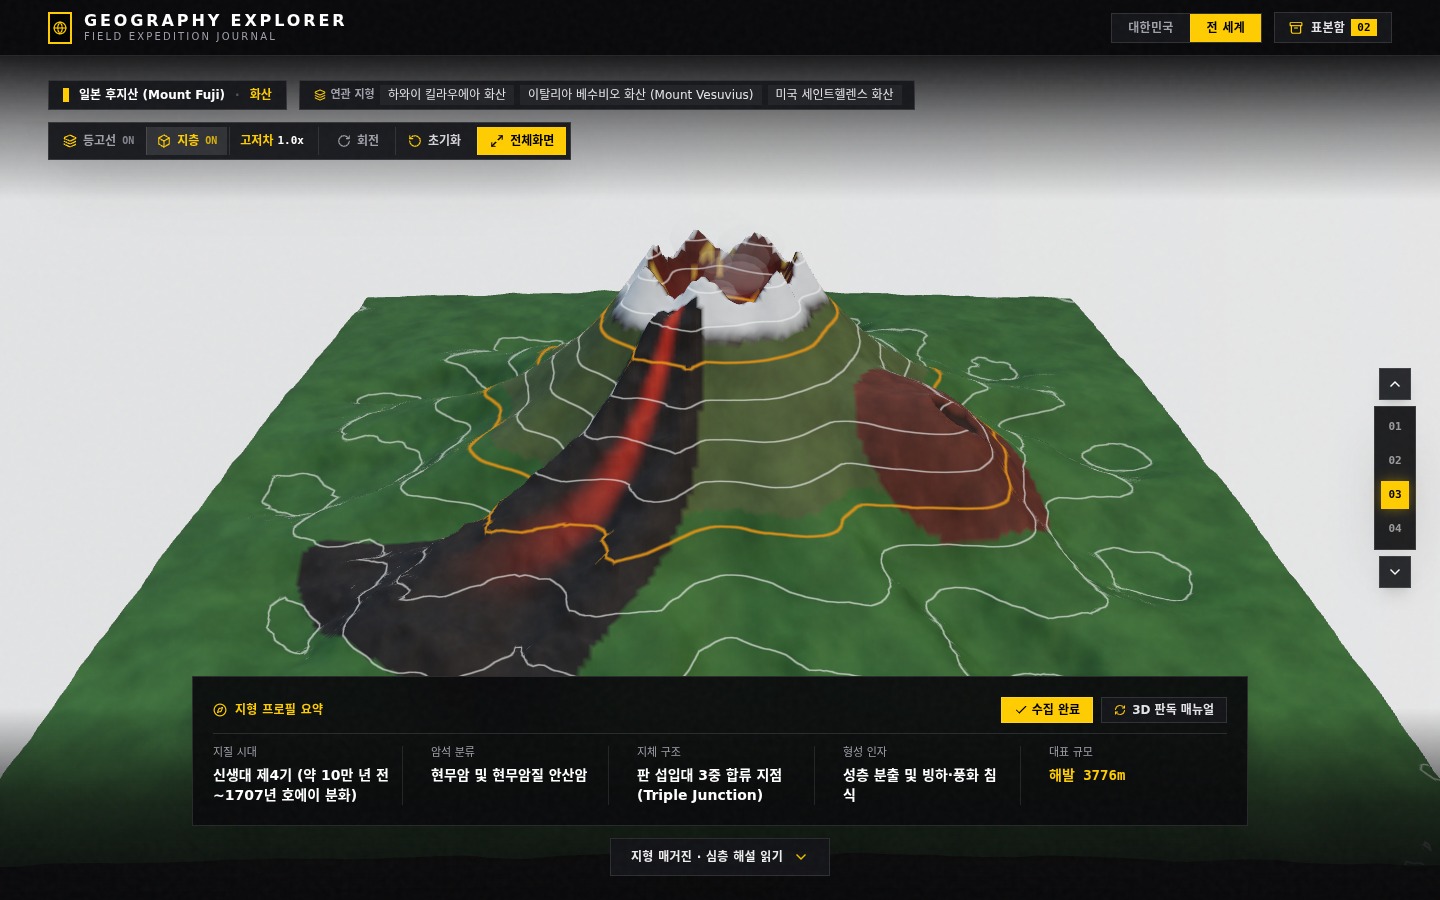 GEOGRAPHY EXPLORER
FIELD EXPEDITION JOURNAL
대한민국
전 세계
표본함 02
일본 후지산 (Mount Fuji) · 화산
연관 지형 하와이 킬라우에아 화산 이탈리아 베수비오 화산 (Mount Vesuvius) 미국 세인트헬렌스 화산
등고선 ON 지층 ON 고저차 1.0x 회전 초기화 전체화면
01
02
03
04
지형 프로필 요약
수집 완료
3D 판독 매뉴얼
지질 시대
신생대 제4기 (약 10만 년 전
~1707년 호에이 분화)
암석 분류
현무암 및 현무암질 안산암
지체 구조
판 섭입대 3중 합류 지점
(Triple Junction)
형성 인자
성층 분출 및 빙하·풍화 침
식
대표 규모
해발 3776m
지형 매거진 · 심층 해설 읽기